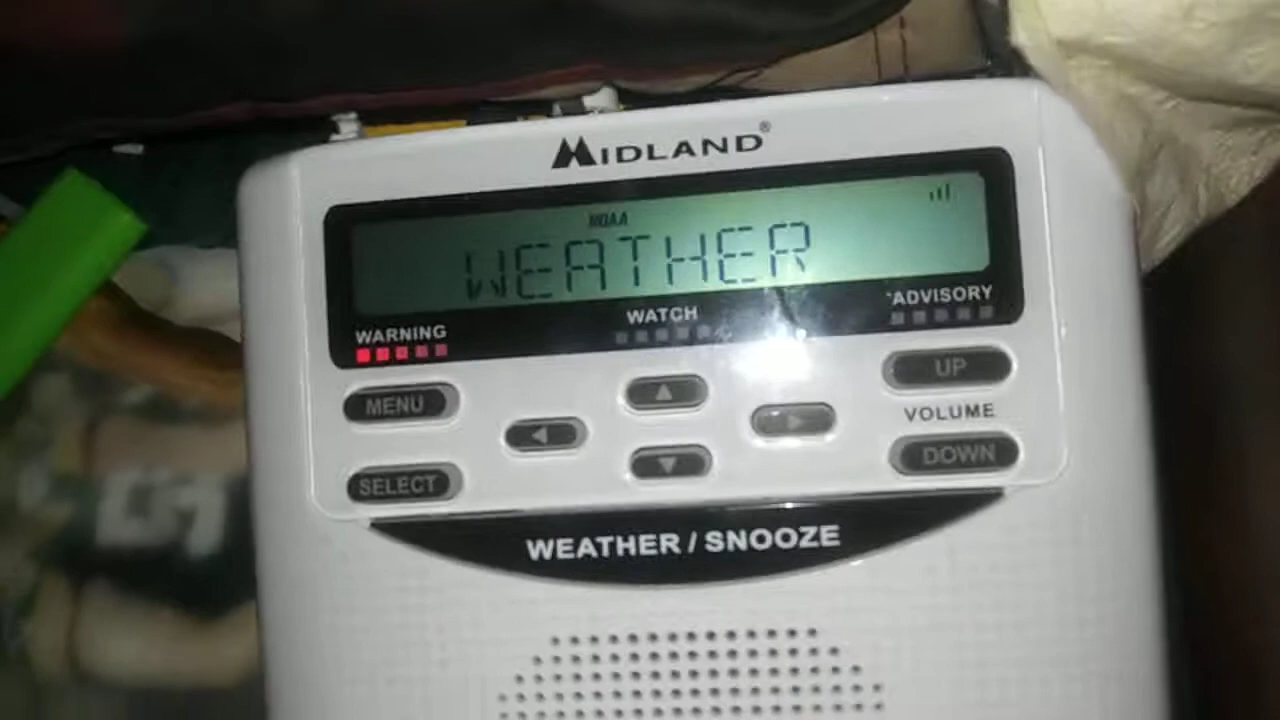 MIDLAND®
NOAA
WEATHER
WARNING
WATCH
*ADVISORY
MENU
UP
VOLUME
SELECT
DOWN
WEATHER / SNOOZE